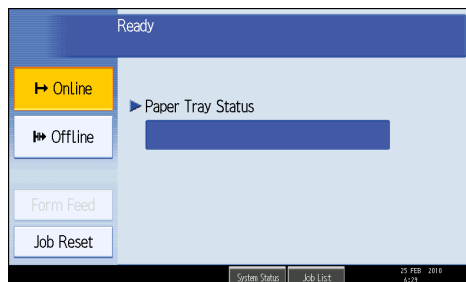 Ready
Online
Paper Tray Status
Offline
Form Feed
Job Reset
System Status
Job List
25 FEB 2010
6:29